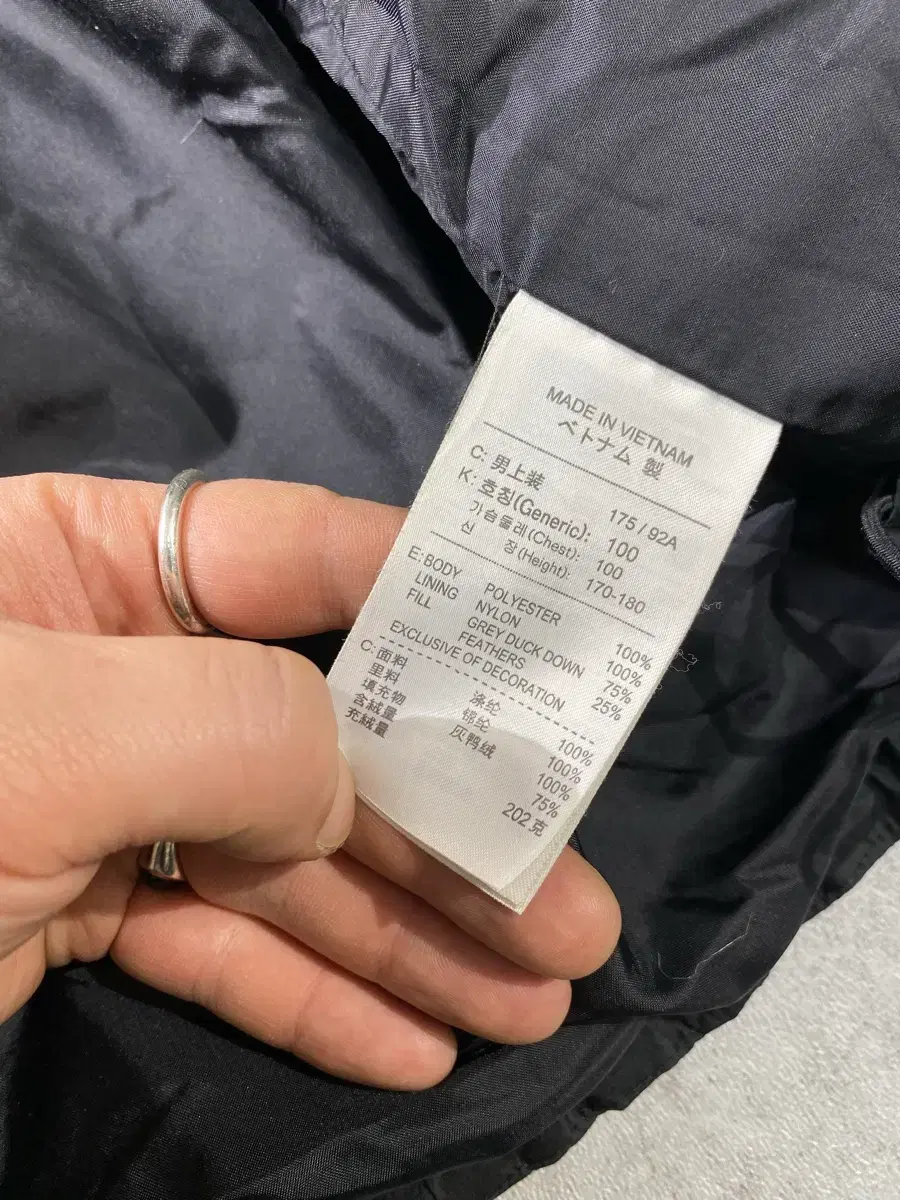 MADE IN VIETNAM
ベトナム 製
C: 男上装 175 / 92A
K: 호칭(Generic): 100
가슴둘레(Chest): 100
신 장(Height): 170-180
E: BODY POLYESTER 100%
LINING NYLON 100%
FILL GREY DUCK DOWN 75%
FEATHERS 25%
EXCLUSIVE OF DECORATION
C: 面料 涤纶 100%
里料 锦纶 100%
填充物 灰鸭绒 100%
含绒量 75%
充绒量 202克